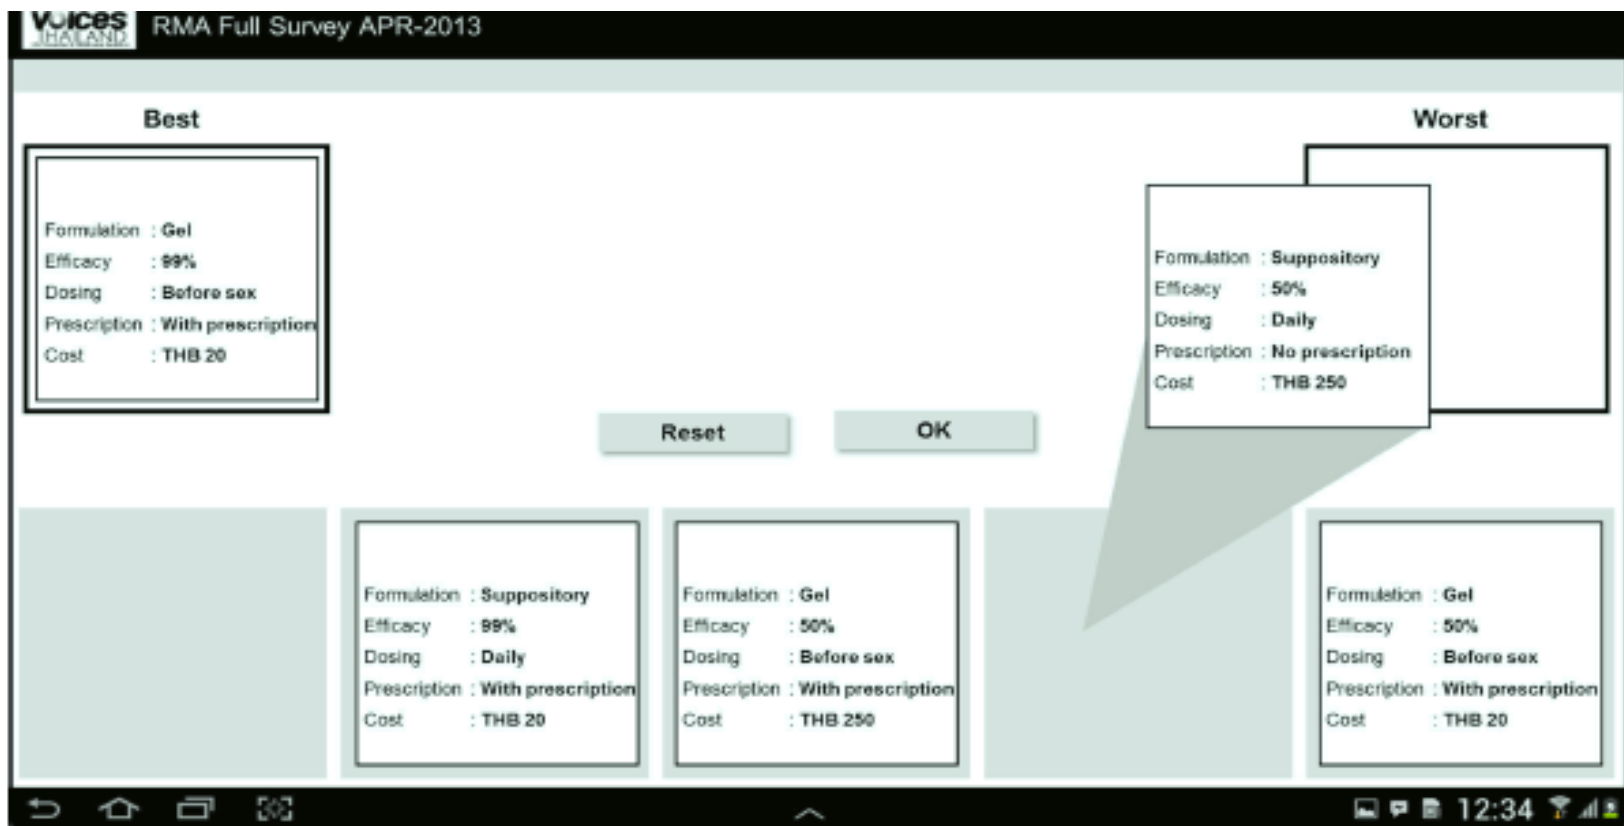 Voices
THAILAND
RMA Full Survey APR-2013
Best
Worst
Formulation : Gel
Efficacy : 99%
Dosing : Before sex
Prescription : With prescription
Cost : THB 20
Formulation : Suppository
Efficacy : 50%
Dosing : Daily
Prescription : No prescription
Cost : THB 250
Reset
OK
Formulation : Suppository
Efficacy : 99%
Dosing : Daily
Prescription : With prescription
Cost : THB 20
Formulation : Gel
Efficacy : 50%
Dosing : Before sex
Prescription : With prescription
Cost : THB 250
Formulation : Gel
Efficacy : 50%
Dosing : Before sex
Prescription : With prescription
Cost : THB 20
12:34